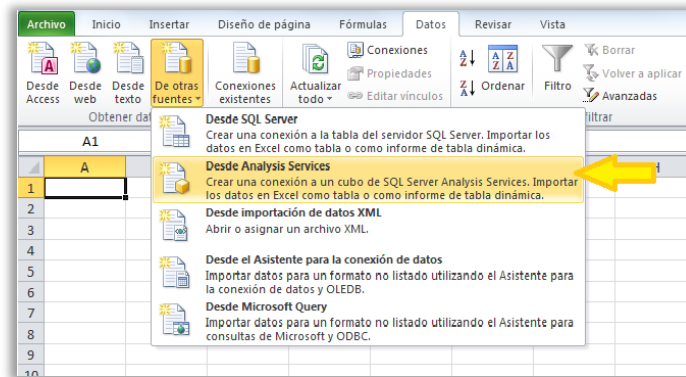 Archivo Inicio Insertar Diseño de página Fórmulas Datos Revisar Vista
Desde Access
Desde web
Desde texto
De otras fuentes
Conexiones existentes
Actualizar todo
Conexiones
Propiedades
Editar vínculos
A
Z
Z
A
A Z
Z A
Ordenar
Filtro
Borrar
Volver a aplicar
Avanzadas
Obtener dat
filtrar
A1
A
H
1
2
3
4
5
6
7
8
9
10
Desde SQL Server
Crear una conexión a la tabla del servidor SQL Server. Importar los
datos en Excel como tabla o como informe de tabla dinámica.
Desde Analysis Services
Crear una conexión a un cubo de SQL Server Analysis Services. Importar
los datos en Excel como tabla o como informe de tabla dinámica.
Desde importación de datos XML
Abrir o asignar un archivo XML.
Desde el Asistente para la conexión de datos
Importar datos para un formato no listado utilizando el Asistente para
la conexión de datos y OLEDB.
Desde Microsoft Query
Importar datos para un formato no listado utilizando el Asistente para
consultas de Microsoft y ODBC.